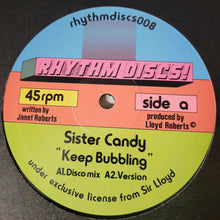 rhythmdiscs008
RHYTHM DISCS!
45rpm
side a
written by
Janet Roberts
produced by
Lloyd Roberts ©
Sister Candy
"Keep Bubbling"
A1.Disco mix A2.Version
under exclusive license from Sir Lloyd